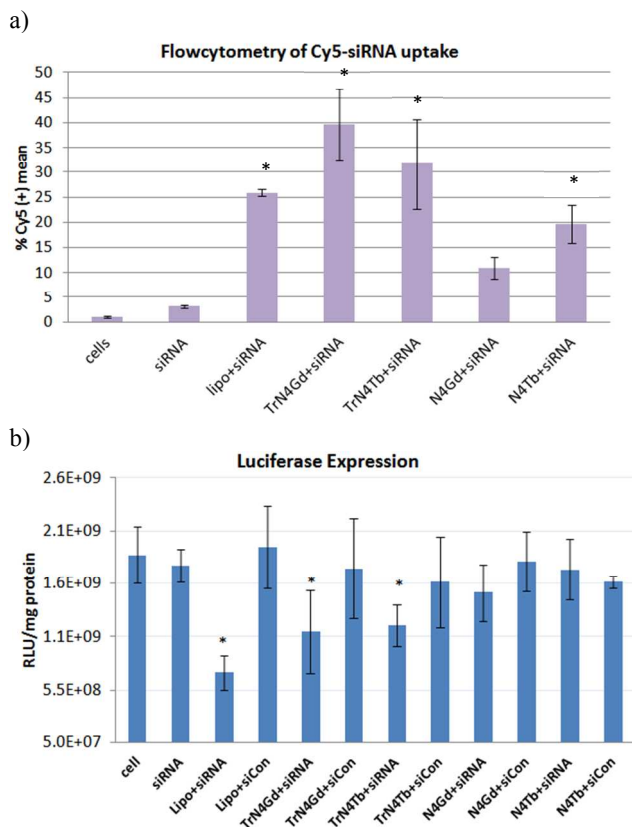 a)
Flowcytometry of Cy5-siRNA uptake
% Cy5 (+) mean
50
45
40
35
30
25
20
15
10
5
0
*
*
*
*
cells
siRNA
lipo+siRNA
TrN4Gd+siRNA
TrN4Tb+siRNA
N4Gd+siRNA
N4Tb+siRNA
b)
Luciferase Expression
RLU/mg protein
2.6E+09
2.1E+09
1.6E+09
1.1E+09
5.5E+08
5.0E+07
*
*
*
cell
siRNA
Lipo+siRNA
Lipo+siCon
TrN4Gd+siRNA
TrN4Gd+siCon
TrN4Tb+siRNA
TrN4Tb+siCon
N4Gd+siRNA
N4Gd+siCon
N4Tb+siRNA
N4Tb+siCon